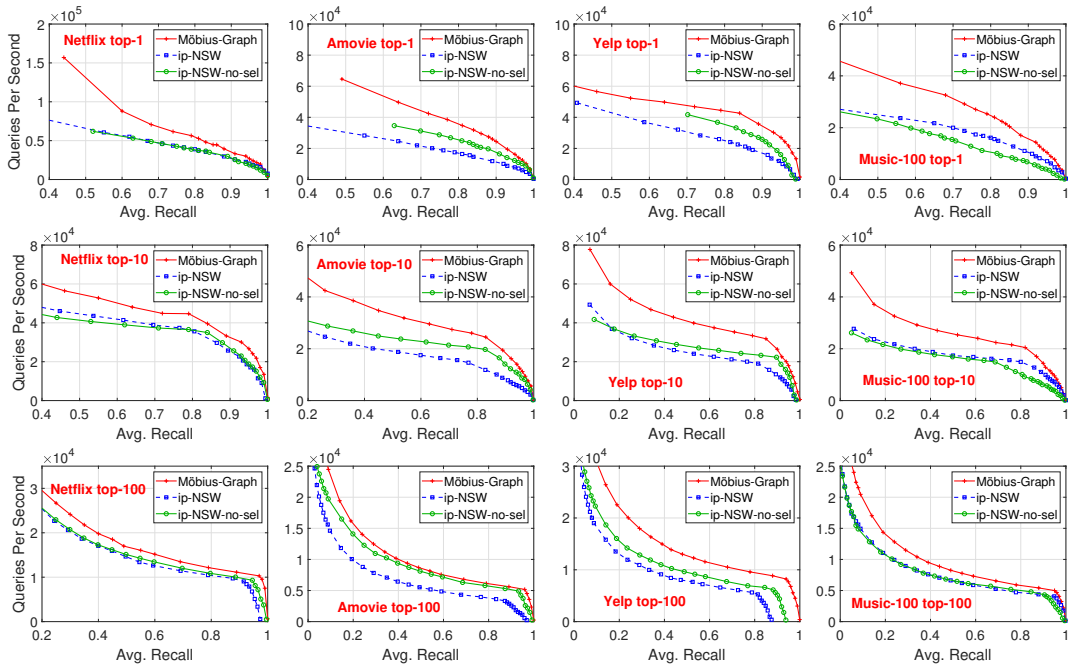 ×10^5
Netflix top-1
Möbius-Graph
ip-NSW
ip-NSW-no-sel
2
1.5
1
0.5
0
0.4 0.5 0.6 0.7 0.8 0.9 1
Queries Per Second
Avg. Recall
×10^4
Amovie top-1
Möbius-Graph
ip-NSW
ip-NSW-no-sel
10
8
6
4
2
0
0.4 0.5 0.6 0.7 0.8 0.9 1
Avg. Recall
×10^4
Yelp top-1
Möbius-Graph
ip-NSW
ip-NSW-no-sel
10
8
6
4
2
0
0.4 0.5 0.6 0.7 0.8 0.9 1
Avg. Recall
×10^4
Möbius-Graph
ip-NSW
ip-NSW-no-sel
Music-100 top-1
6
4
2
0
0.4 0.5 0.6 0.7 0.8 0.9 1
Avg. Recall
×10^4
Netflix top-10
Möbius-Graph
ip-NSW
ip-NSW-no-sel
8
6
4
2
0
0.4 0.5 0.6 0.7 0.8 0.9 1
Queries Per Second
Avg. Recall
×10^4
Amovie top-10
Möbius-Graph
ip-NSW
ip-NSW-no-sel
6
4
2
0
0.2 0.4 0.6 0.8 1
Avg. Recall
×10^4
Möbius-Graph
ip-NSW
ip-NSW-no-sel
Yelp top-10
8
6
4
2
0
0 0.2 0.4 0.6 0.8 1
Avg. Recall
×10^4
Möbius-Graph
ip-NSW
ip-NSW-no-sel
Music-100 top-10
6
4
2
0
0 0.2 0.4 0.6 0.8 1
Avg. Recall
×10^4
Netflix top-100
Möbius-Graph
ip-NSW
ip-NSW-no-sel
3
2
1
0
0.2 0.4 0.6 0.8 1
Queries Per Second
Avg. Recall
×10^4
Möbius-Graph
ip-NSW
ip-NSW-no-sel
Amovie top-100
2.5
2
1.5
1
0.5
0
0 0.2 0.4 0.6 0.8 1
Avg. Recall
×10^4
Möbius-Graph
ip-NSW
ip-NSW-no-sel
Yelp top-100
3
2
1
0
0 0.2 0.4 0.6 0.8 1
Avg. Recall
×10^4
Möbius-Graph
ip-NSW
ip-NSW-no-sel
Music-100 top-100
2.5
2
1.5
1
0.5
0
0 0.2 0.4 0.6 0.8 1
Avg. Recall